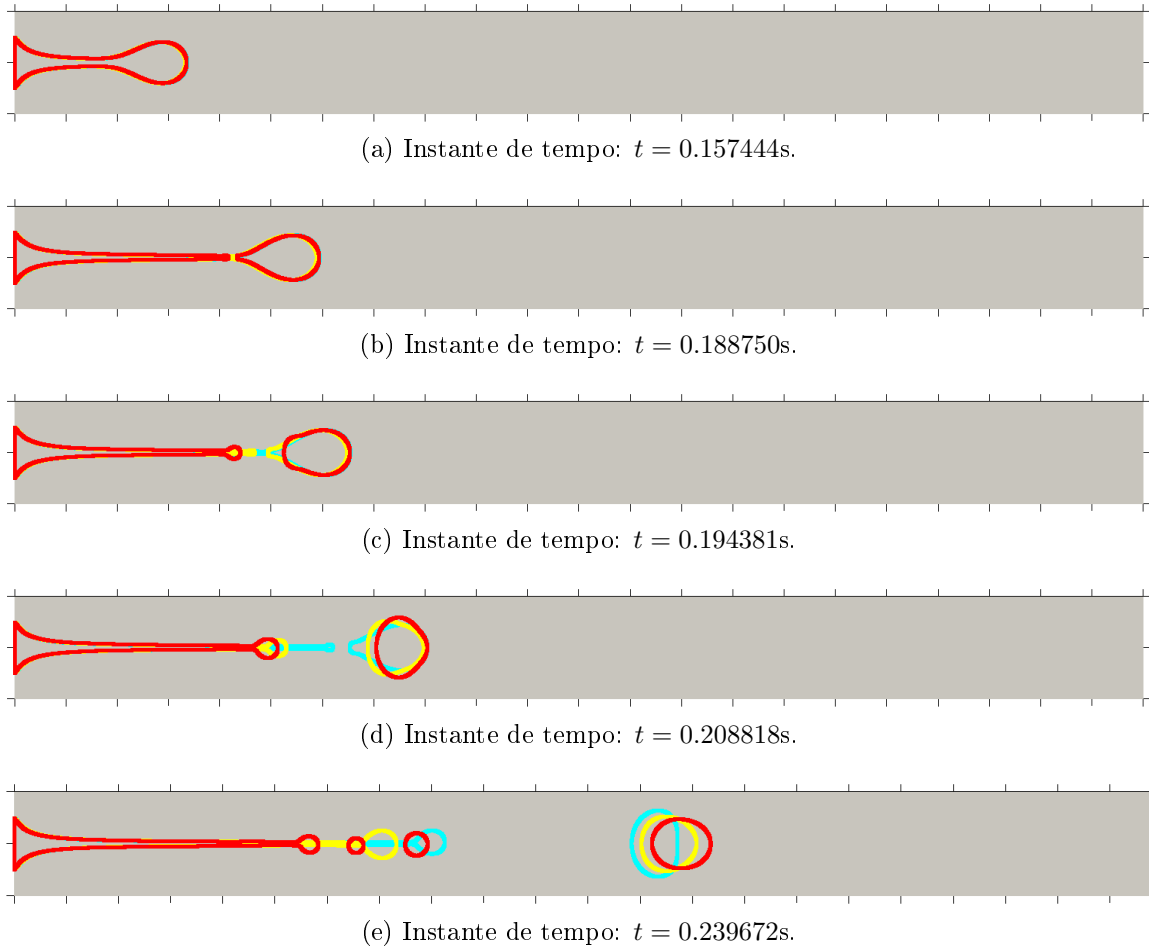 (a) Instante de tempo: t = 0.157444s.
(b) Instante de tempo: t = 0.188750s.
(c) Instante de tempo: t = 0.194381s.
(d) Instante de tempo: t = 0.208818s.
(e) Instante de tempo: t = 0.239672s.